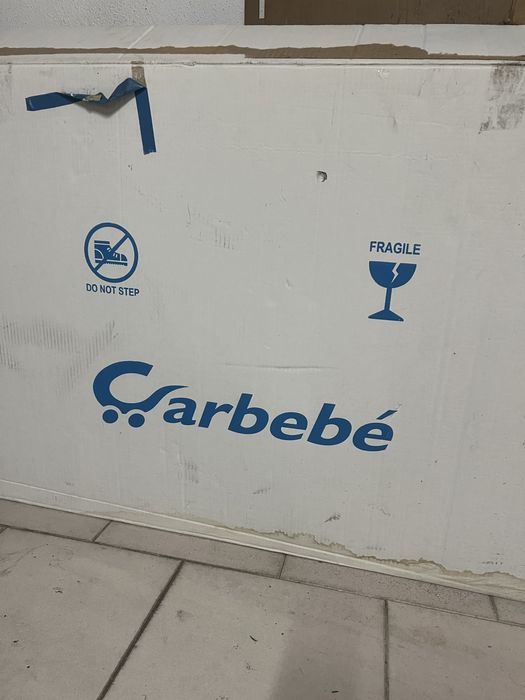 FRAGILE
DO NOT STEP
Carbebé